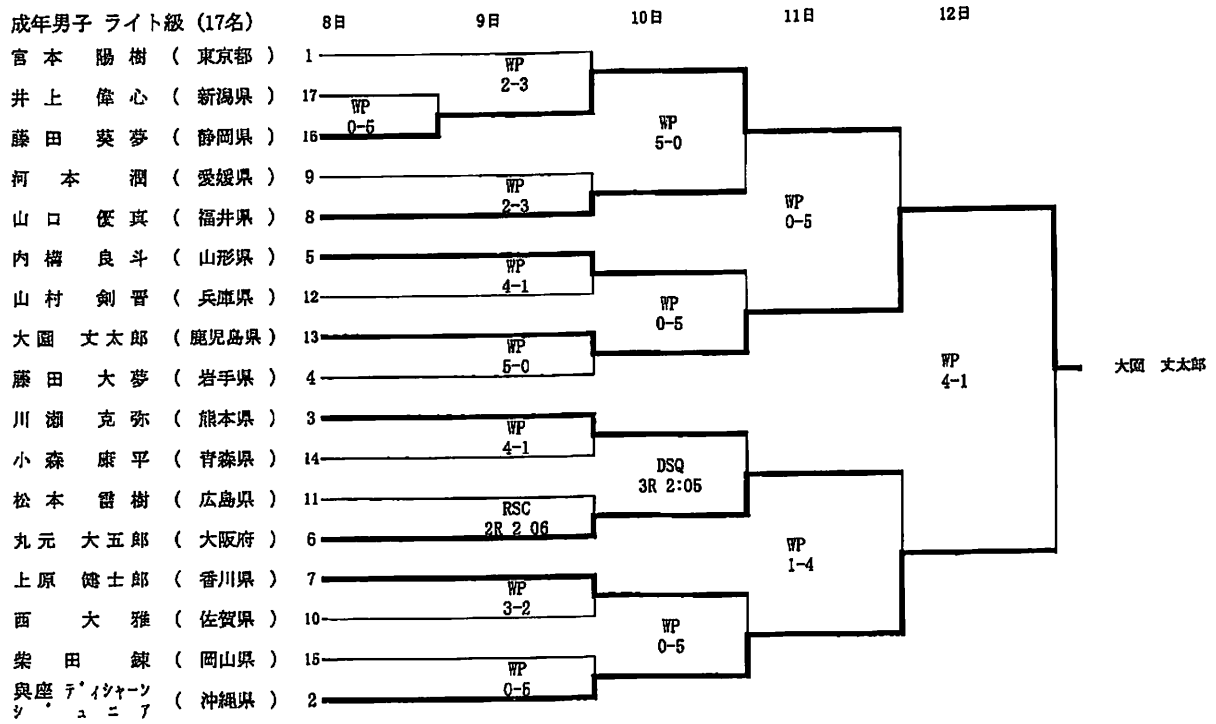 成年男子 ライト級 (17名) 8日 9日 10日 11日 12日
宮本 陽樹 ( 東京都 ) 1
WP
2-3
井上 偉心 ( 新潟県 ) 17
WP
0-5
藤田 葵夢 ( 静岡県 ) 16
WP
5-0
河本 潤 ( 愛媛県 ) 9
WP
2-3
山口 優真 ( 福井県 ) 8
WP
0-5
内構 良斗 ( 山形県 ) 5
WP
4-1
山村 剣晋 ( 兵庫県 ) 12
WP
0-5
大園 丈太郎 ( 鹿児島県 ) 13
WP
5-0
藤田 大夢 ( 岩手県 ) 4
WP
4-1
大園 丈太郎
川瀬 克弥 ( 熊本県 ) 3
WP
4-1
小森 康平 ( 青森県 ) 14
DSQ
3R 2:05
松本 雷樹 ( 広島県 ) 11
RSC
2R 2 06
丸元 大五郎 ( 大阪府 ) 6
WP
1-4
上原 健士郎 ( 香川県 ) 7
WP
3-2
西 大雅 ( 佐賀県 ) 10
WP
0-5
柴田 錬 ( 岡山県 ) 15
WP
0-5
與座 ディシャーン
ジュニア ( 沖縄県 ) 2